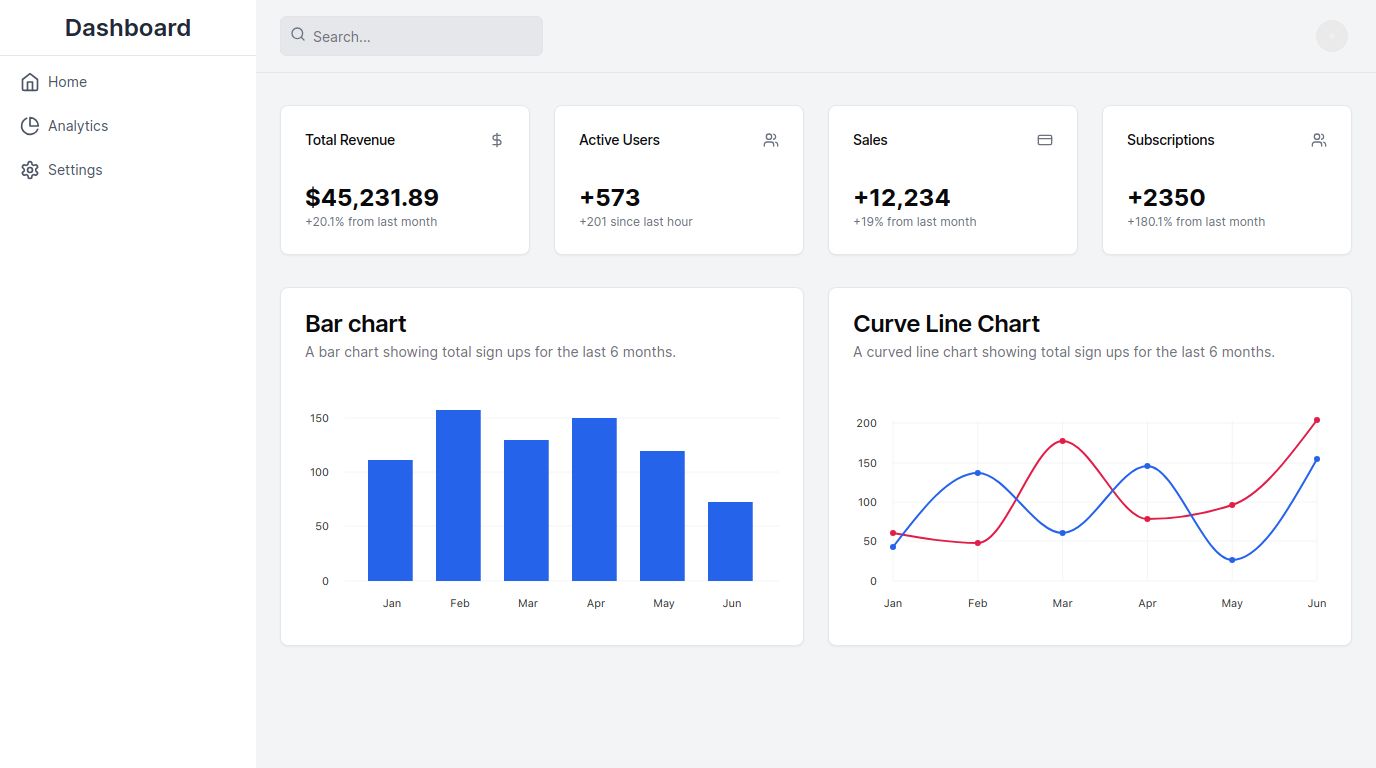 Dashboard
Search...
Home
Analytics
Settings
Total Revenue
$45,231.89
+20.1% from last month
Active Users
+573
+201 since last hour
Sales
+12,234
+19% from last month
Subscriptions
+2350
+180.1% from last month
Bar chart
A bar chart showing total sign ups for the last 6 months.
150
100
50
0
Jan Feb Mar Apr May Jun
Curve Line Chart
A curved line chart showing total sign ups for the last 6 months.
200
150
100
50
0
Jan Feb Mar Apr May Jun